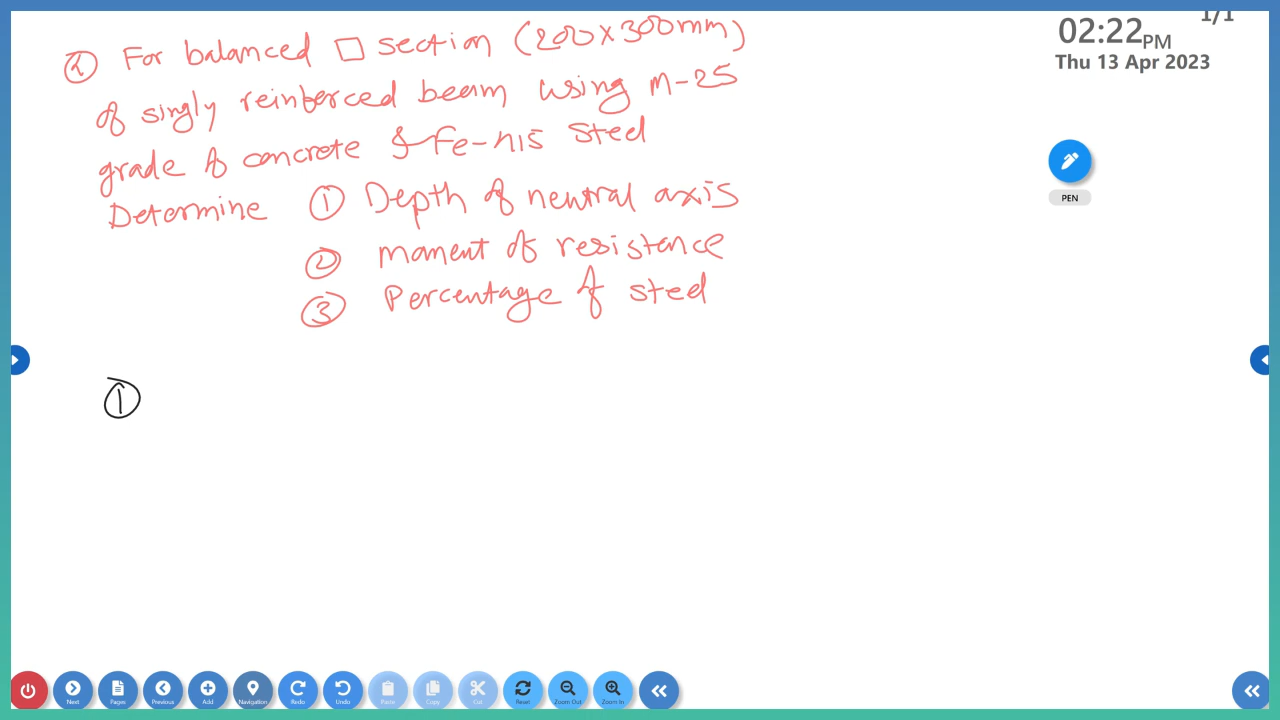 1/1
02:22PM
Thu 13 Apr 2023
For balanced □ section (200x300mm)
of singly reinforced beam using M-25
grade of concrete & Fe-415 Steel
Determine ① Depth of neutral axis
② moment of resistance
③ Percentage of steel
PEN
①
Next Pages Previous Add Navigation Redo Undo Paste Copy Cut Reset Zoom Out Zoom In